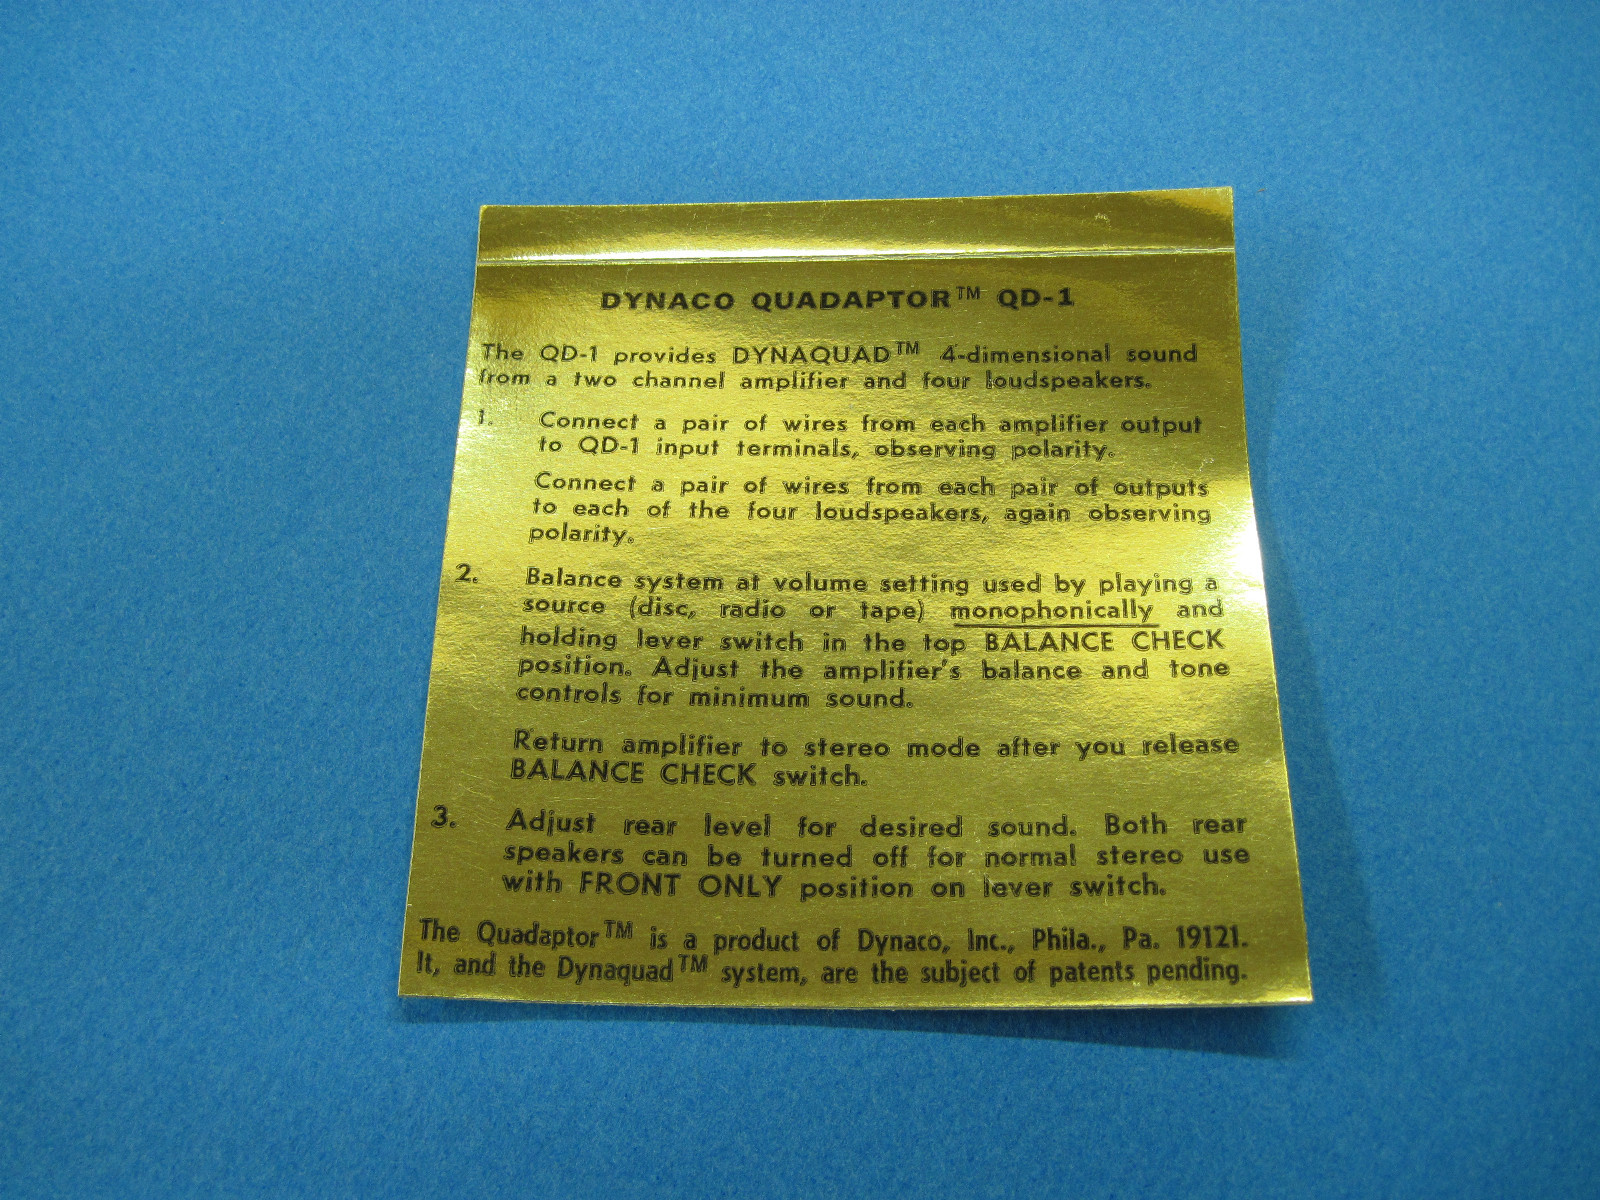 DYNACO QUADAPTOR™ QD-1
The QD-1 provides DYNAQUAD™ 4-dimensional sound
from a two channel amplifier and four loudspeakers.
1. Connect a pair of wires from each amplifier output
to QD-1 input terminals, observing polarity.
Connect a pair of wires from each pair of outputs
to each of the four loudspeakers, again observing
polarity.
2. Balance system at volume setting used by playing a
source (disc, radio or tape) monophonically and
holding lever switch in the top BALANCE CHECK
position. Adjust the amplifier's balance and tone
controls for minimum sound.
Return amplifier to stereo mode after you release
BALANCE CHECK switch.
3. Adjust rear level for desired sound. Both rear
speakers can be turned off for normal stereo use
with FRONT ONLY position on lever switch.
The Quadaptor™ is a product of Dynaco, Inc., Phila., Pa. 19121.
It, and the Dynaquad™ system, are the subject of patents pending.